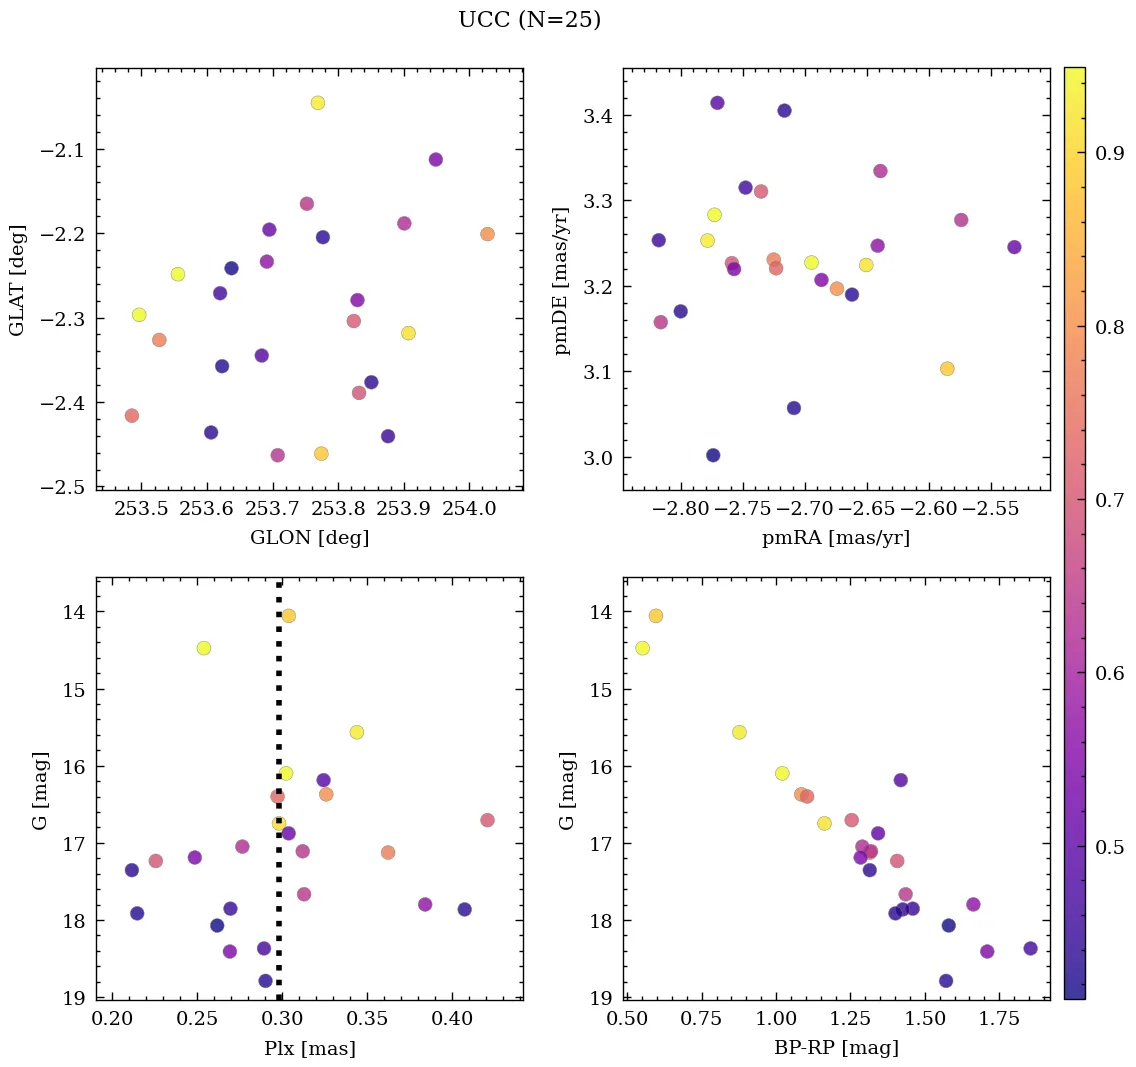 UCC (N=25)
−2.1
−2.2
−2.3
−2.4
−2.5
GLAT [deg]
253.5 253.6 253.7 253.8 253.9 254.0
GLON [deg]
3.4
3.3
3.2
3.1
3.0
pmDE [mas/yr]
−2.80 −2.75 −2.70 −2.65 −2.60 −2.55
pmRA [mas/yr]
0.9
0.8
0.7
0.6
0.5
14
15
16
17
18
19
G [mag]
0.20 0.25 0.30 0.35 0.40
Plx [mas]
14
15
16
17
18
19
G [mag]
0.50 0.75 1.00 1.25 1.50 1.75
BP-RP [mag]